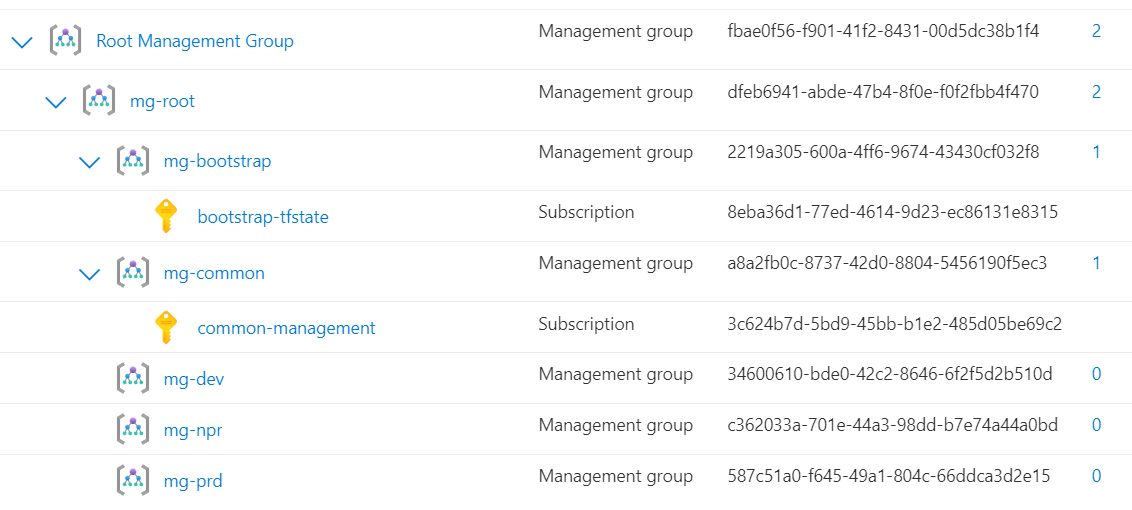 Root Management Group Management group fbae0f56-f901-41f2-8431-00d5dc38b1f4 2
mg-root Management group dfeb6941-abde-47b4-8f0e-f0f2fbb4f470 2
mg-bootstrap Management group 2219a305-600a-4ff6-9674-43430cf032f8 1
bootstrap-tfstate Subscription 8eba36d1-77ed-4614-9d23-ec86131e8315
mg-common Management group a8a2fb0c-8737-42d0-8804-5456190f5ec3 1
common-management Subscription 3c624b7d-5bd9-45bb-b1e2-485d05be69c2
mg-dev Management group 34600610-bde0-42c2-8646-6f2f5d2b510d 0
mg-npr Management group c362033a-701e-44a3-98dd-b7e74a44a0bd 0
mg-prd Management group 587c51a0-f645-49a1-804c-66ddca3d2e15 0